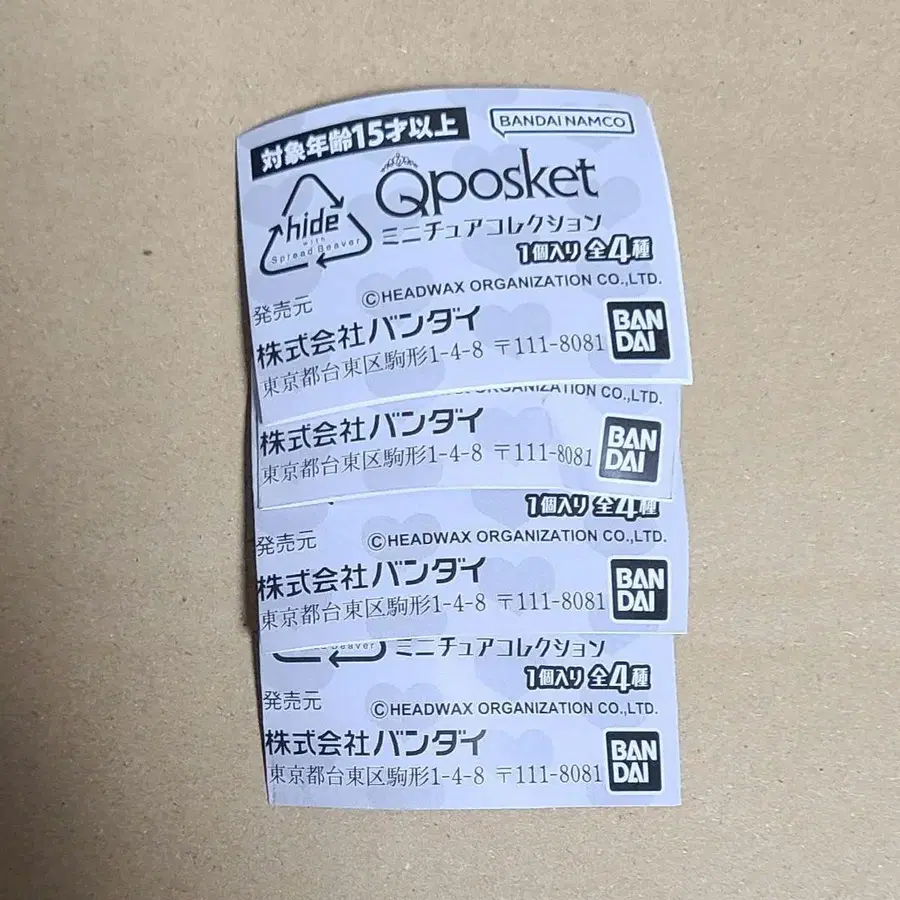 対象年齢15才以上
BANDAI NAMCO
hide
with
Spread Beaver
Qposket
ミニチュアコレクション
1個入り 全4種
©HEADWAX ORGANIZATION CO.,LTD.
発売元
株式会社バンダイ
東京都台東区駒形1-4-8 〒111-8081
BAN
DAI
ORGANIZATION CO.,LTD.
株式会社バンダイ
東京都台東区駒形1-4-8 〒111-8081
BAN
DAI
1個入り 全4種
発売元
©HEADWAX ORGANIZATION CO.,LTD.
株式会社バンダイ
東京都台東区駒形1-4-8 〒111-8081
BAN
DAI
Beaver
ミニチュアコレクション
1個入り 全4種
発売元
©HEADWAX ORGANIZATION CO.,LTD.
株式会社バンダイ
東京都台東区駒形1-4-8 〒111-8081
BAN
DAI